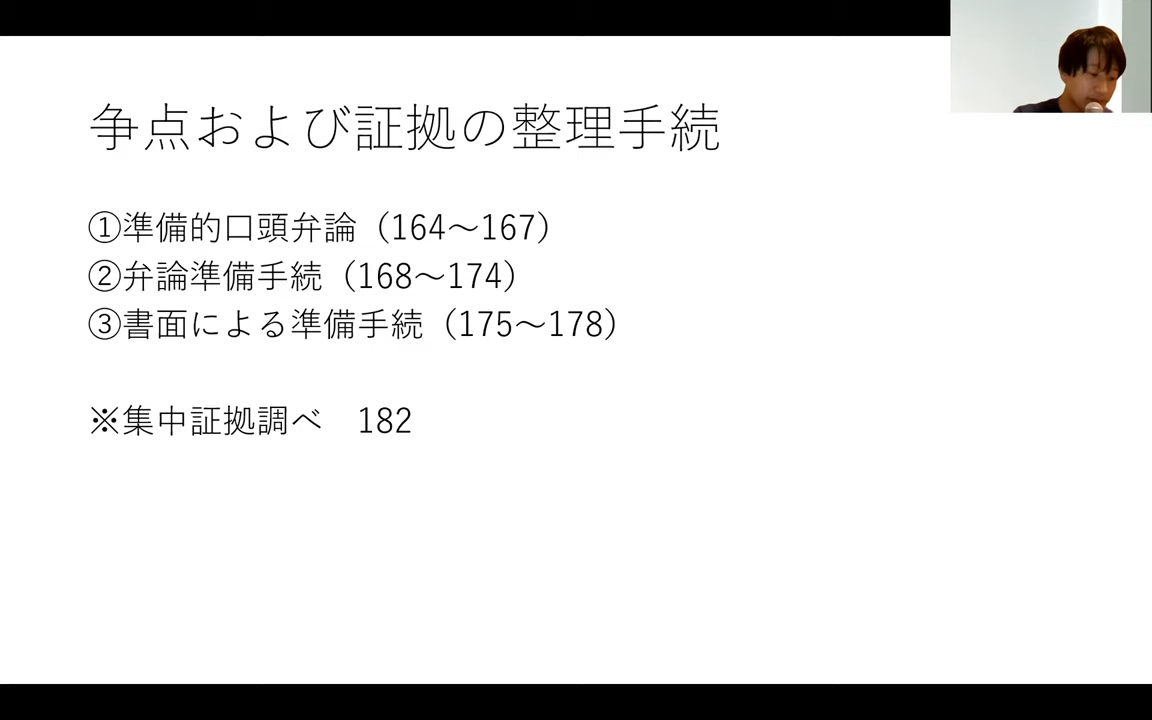 争点および証拠の整理手続
①準備的口頭弁論（164～167）
②弁論準備手続（168～174）
③書面による準備手続（175～178）
※集中証拠調べ　182